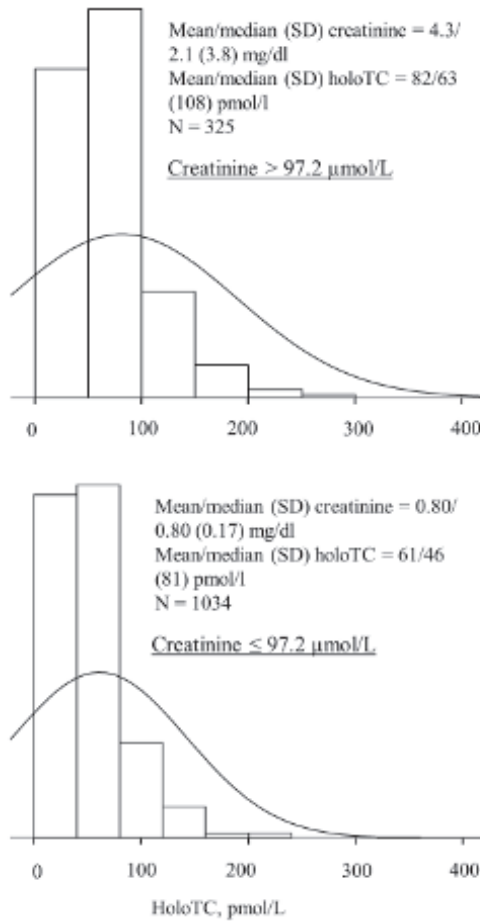 Mean/median (SD) creatinine = 4.3/
2.1 (3.8) mg/dl
Mean/median (SD) holoTC = 82/63
(108) pmol/l
N = 325
Creatinine > 97.2 µmol/L
0 100 200 300 400
Mean/median (SD) creatinine = 0.80/
0.80 (0.17) mg/dl
Mean/median (SD) holoTC = 61/46
(81) pmol/l
N = 1034
Creatinine ≤ 97.2 µmol/L
0 100 200 300 400
HoloTC, pmol/L